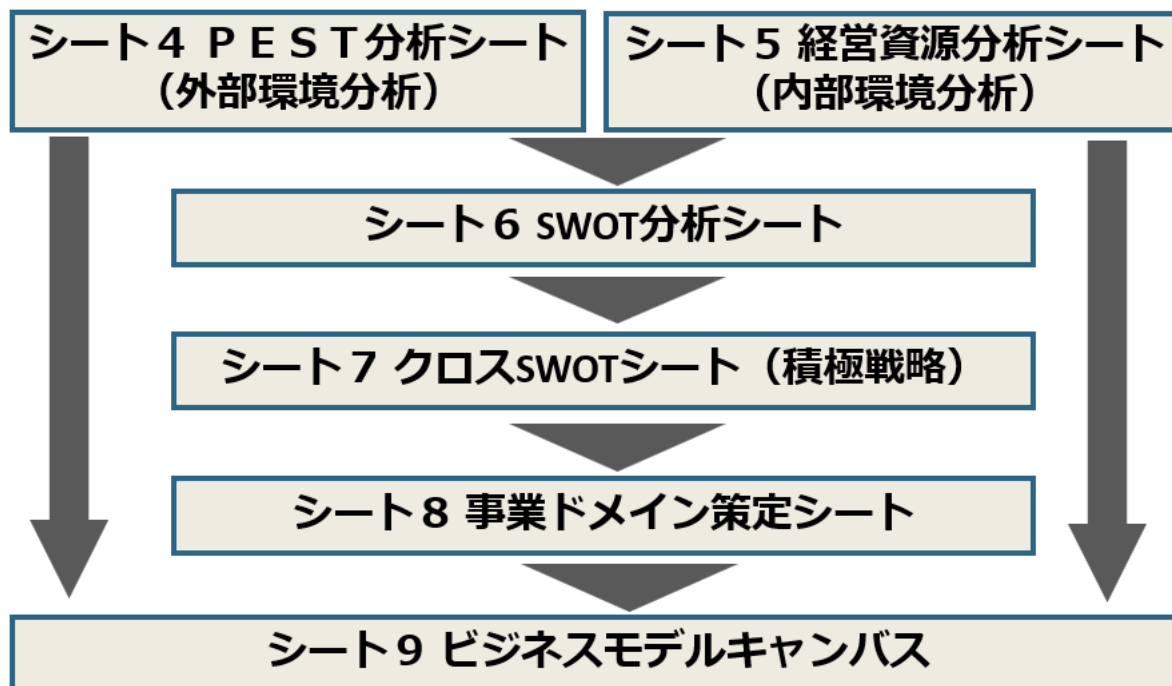 シート４ ＰＥＳＴ分析シート
（外部環境分析）
シート５ 経営資源分析シート
（内部環境分析）
シート６ SWOT分析シート
シート７ クロスSWOTシート（積極戦略）
シート８ 事業ドメイン策定シート
シート９ ビジネスモデルキャンバス